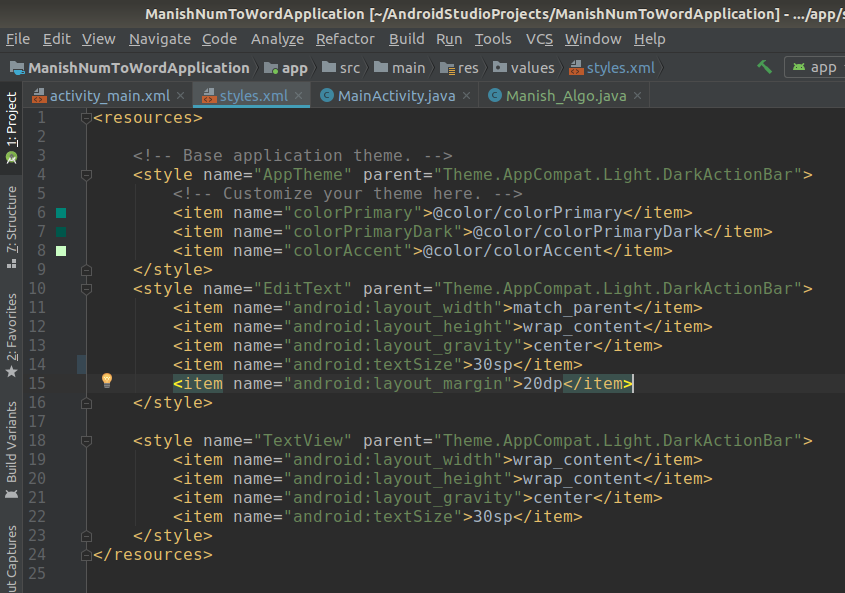 ManishNumToWordApplication [~/AndroidStudioProjects/ManishNumToWordApplication] - .../app/s
File Edit View Navigate Code Analyze Refactor Build Run Tools VCS Window Help
ManishNumToWordApplication app src main res values styles.xml app
activity_main.xml styles.xml MainActivity.java Manish_Algo.java
1: Project
7: Structure
2: Favorites
Build Variants
ut Captures
1 <resources>
2
3 <!-- Base application theme. -->
4 <style name="AppTheme" parent="Theme.AppCompat.Light.DarkActionBar">
5 <!-- Customize your theme here. -->
6 <item name="colorPrimary">@color/colorPrimary</item>
7 <item name="colorPrimaryDark">@color/colorPrimaryDark</item>
8 <item name="colorAccent">@color/colorAccent</item>
9 </style>
10 <style name="EditText" parent="Theme.AppCompat.Light.DarkActionBar">
11 <item name="android:layout_width">match_parent</item>
12 <item name="android:layout_height">wrap_content</item>
13 <item name="android:layout_gravity">center</item>
14 <item name="android:textSize">30sp</item>
15 <item name="android:layout_margin">20dp</item>
16 </style>
17
18 <style name="TextView" parent="Theme.AppCompat.Light.DarkActionBar">
19 <item name="android:layout_width">wrap_content</item>
20 <item name="android:layout_height">wrap_content</item>
21 <item name="android:layout_gravity">center</item>
22 <item name="android:textSize">30sp</item>
23 </style>
24 </resources>
25